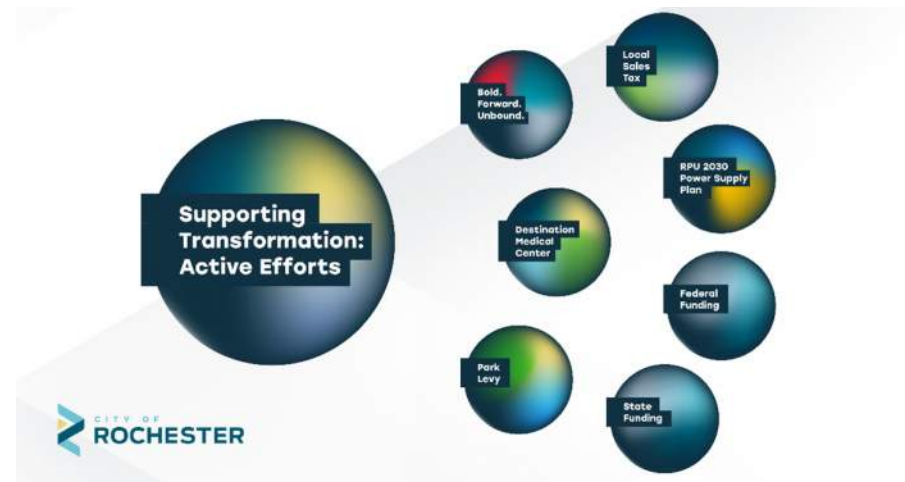 Supporting
Transformation:
Active Efforts
Bold.
Forward.
Unbound.
Local
Sales
Tax
RPU 2030
Power Supply
Plan
Destination
Medical
Center
Federal
Funding
Park
Levy
State
Funding
CITY OF
ROCHESTER